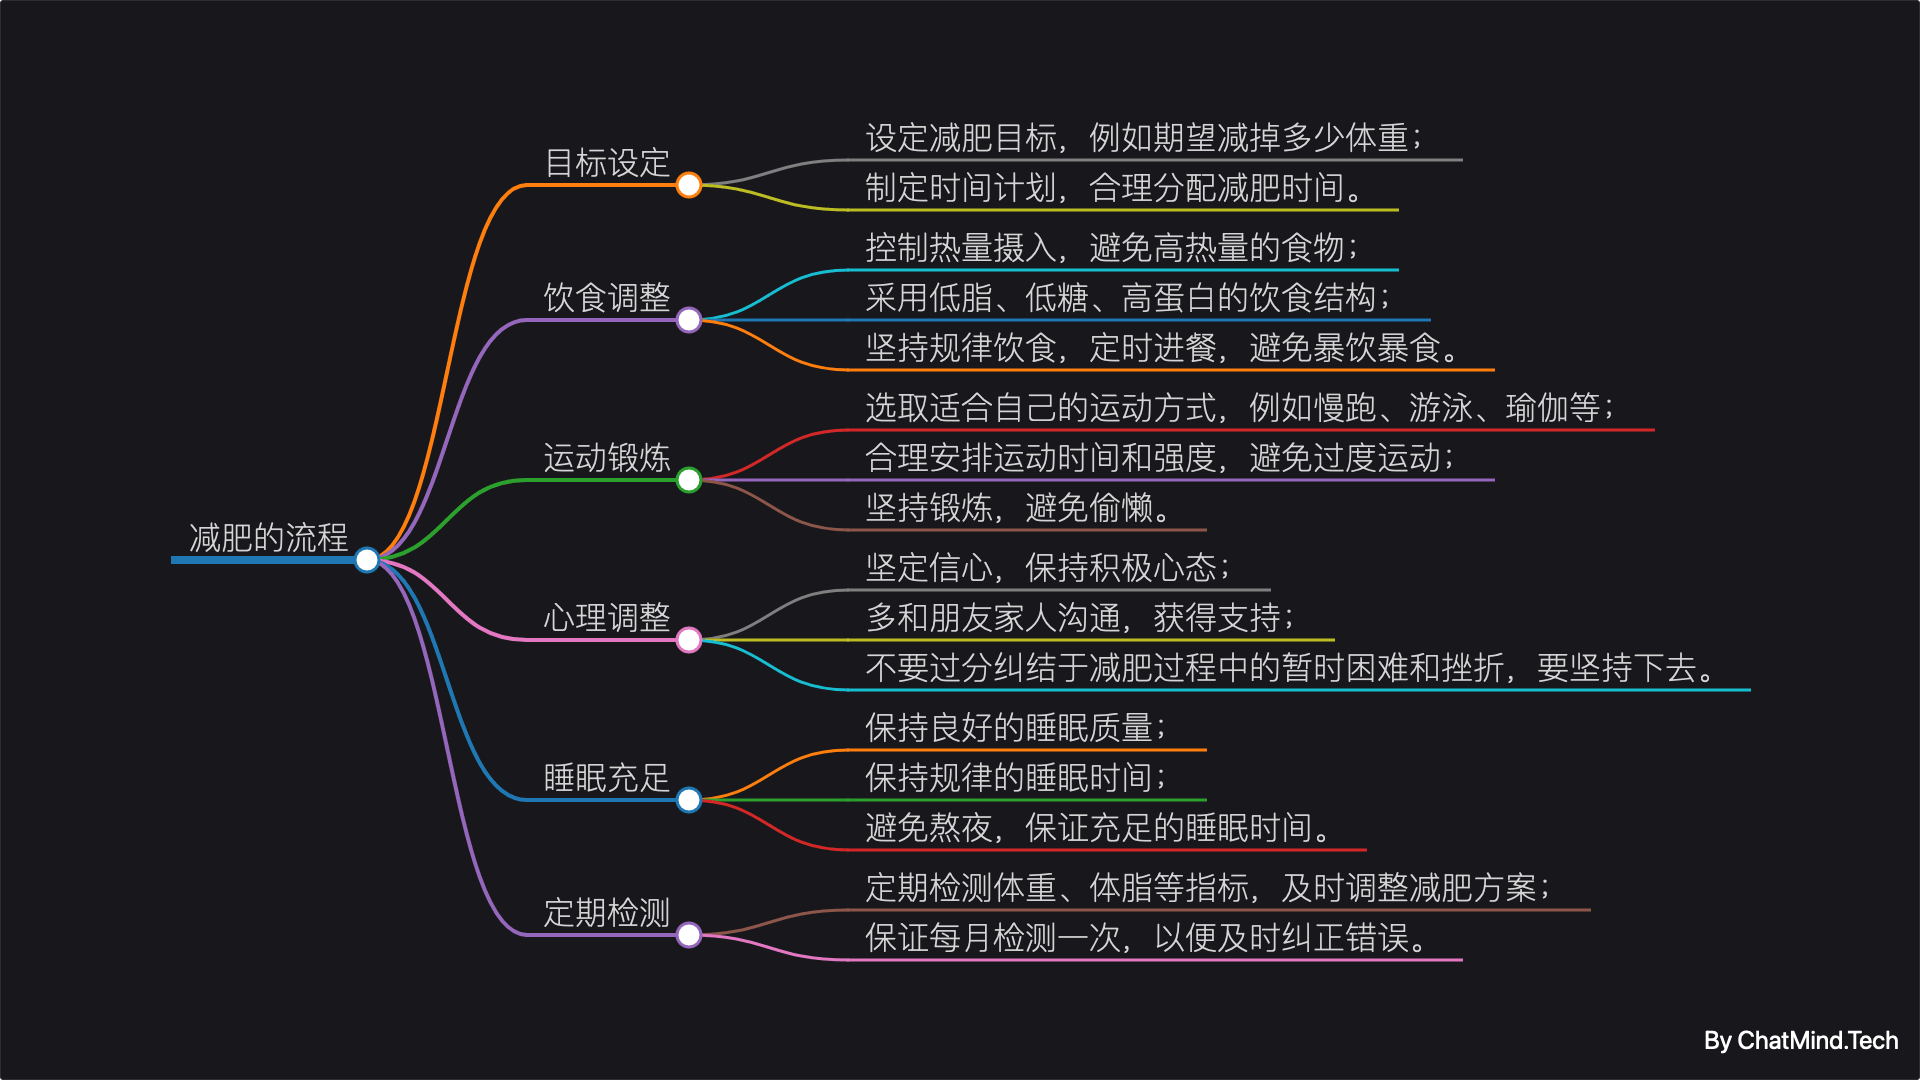 减肥的流程
目标设定
设定减肥目标，例如期望减掉多少体重；
制定时间计划，合理分配减肥时间。
饮食调整
控制热量摄入，避免高热量的食物；
采用低脂、低糖、高蛋白的饮食结构；
坚持规律饮食，定时进餐，避免暴饮暴食。
运动锻炼
选取适合自己的运动方式，例如慢跑、游泳、瑜伽等；
合理安排运动时间和强度，避免过度运动；
坚持锻炼，避免偷懒。
心理调整
坚定信心，保持积极心态；
多和朋友家人沟通，获得支持；
不要过分纠结于减肥过程中的暂时困难和挫折，要坚持下去。
睡眠充足
保持良好的睡眠质量；
保持规律的睡眠时间；
避免熬夜，保证充足的睡眠时间。
定期检测
定期检测体重、体脂等指标，及时调整减肥方案；
保证每月检测一次，以便及时纠正错误。
By ChatMind.Tech